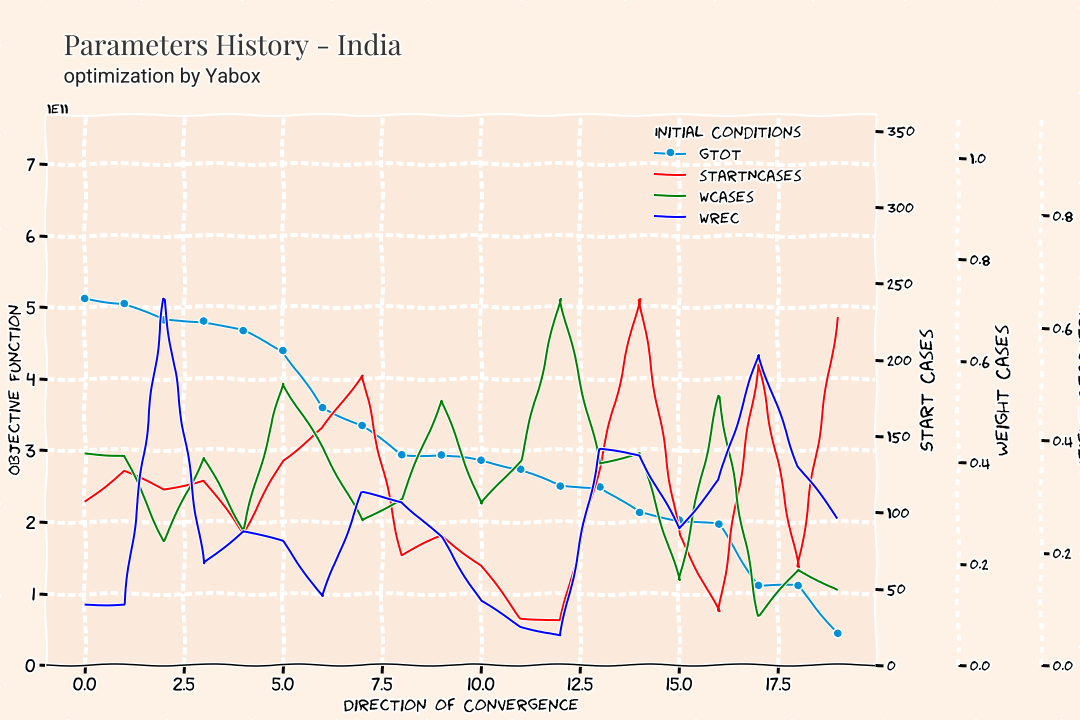 Parameters History - India
optimization by Yabox
1E11
INITIAL CONDITIONS
GTOT
STARTNCASES
WCASES
WREC
OBJECTIVE FUNCTION
7
6
5
4
3
2
1
0
0.0 2.5 5.0 7.5 10.0 12.5 15.0 17.5
DIRECTION OF CONVERGENCE
350
300
250
200
150
100
50
0
START CASES
1.0
0.8
0.6
0.4
0.2
0.0
WEIGHT CASES
0.8
0.6
0.4
0.2
0.0